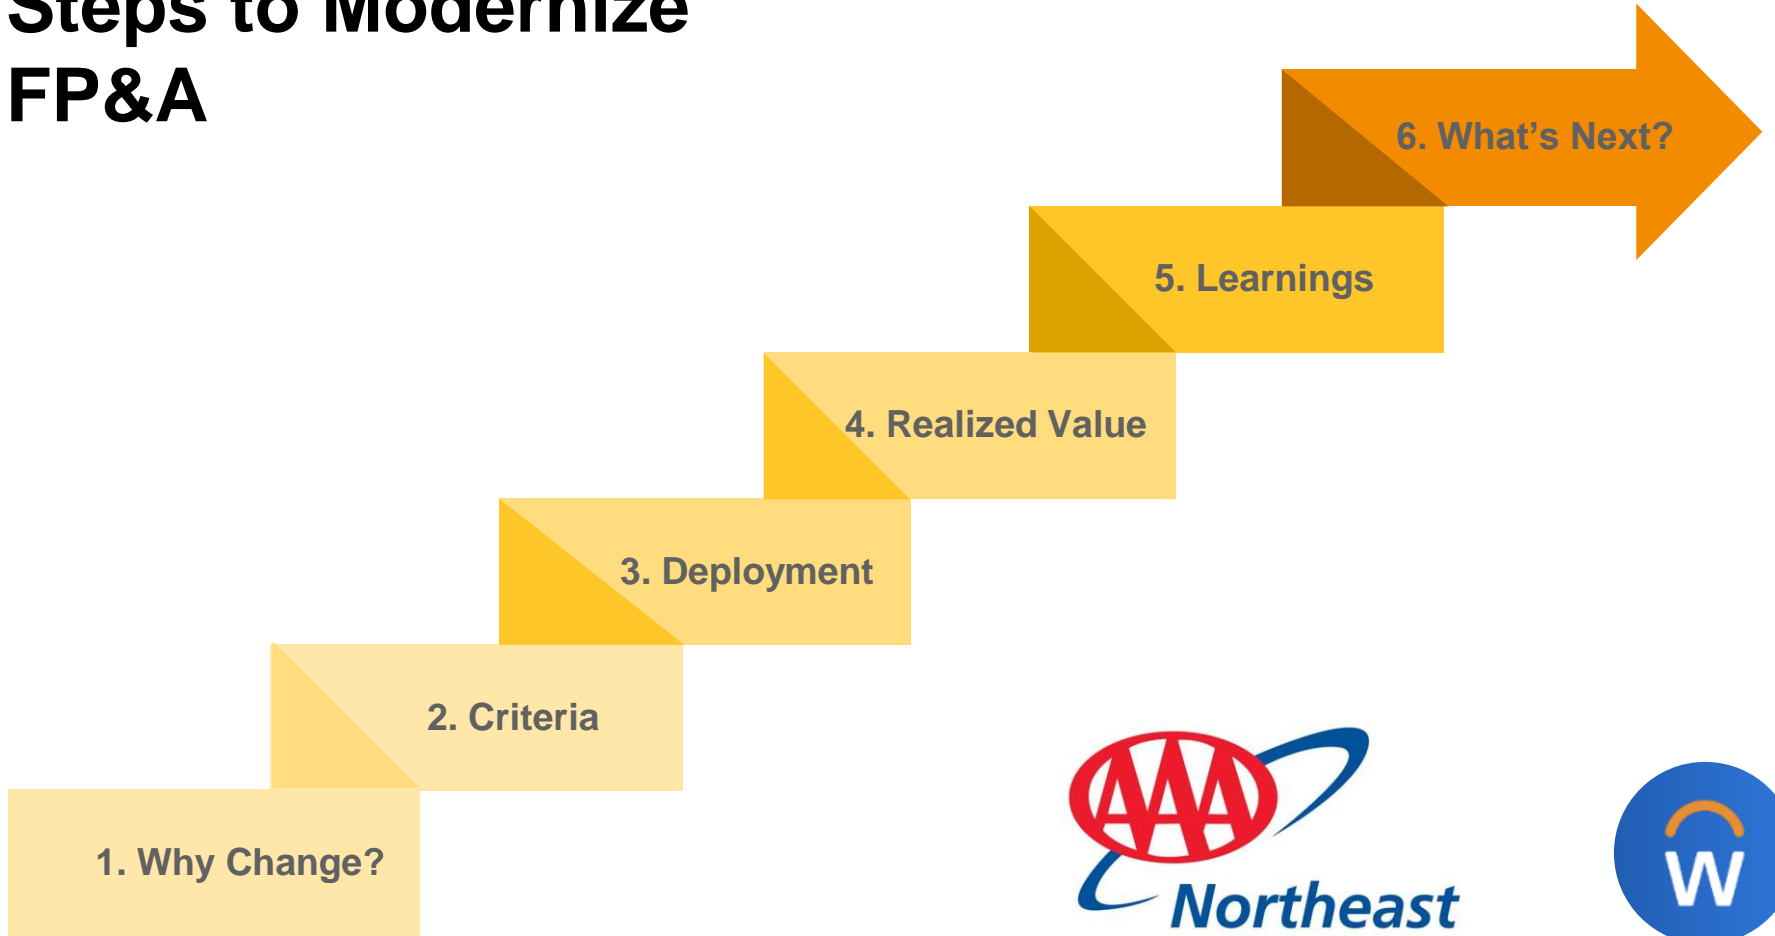 Steps to Modernize
FP&A
6. What’s Next?
5. Learnings
4. Realized Value
3. Deployment
2. Criteria
1. Why Change?
AAA
Northeast
W